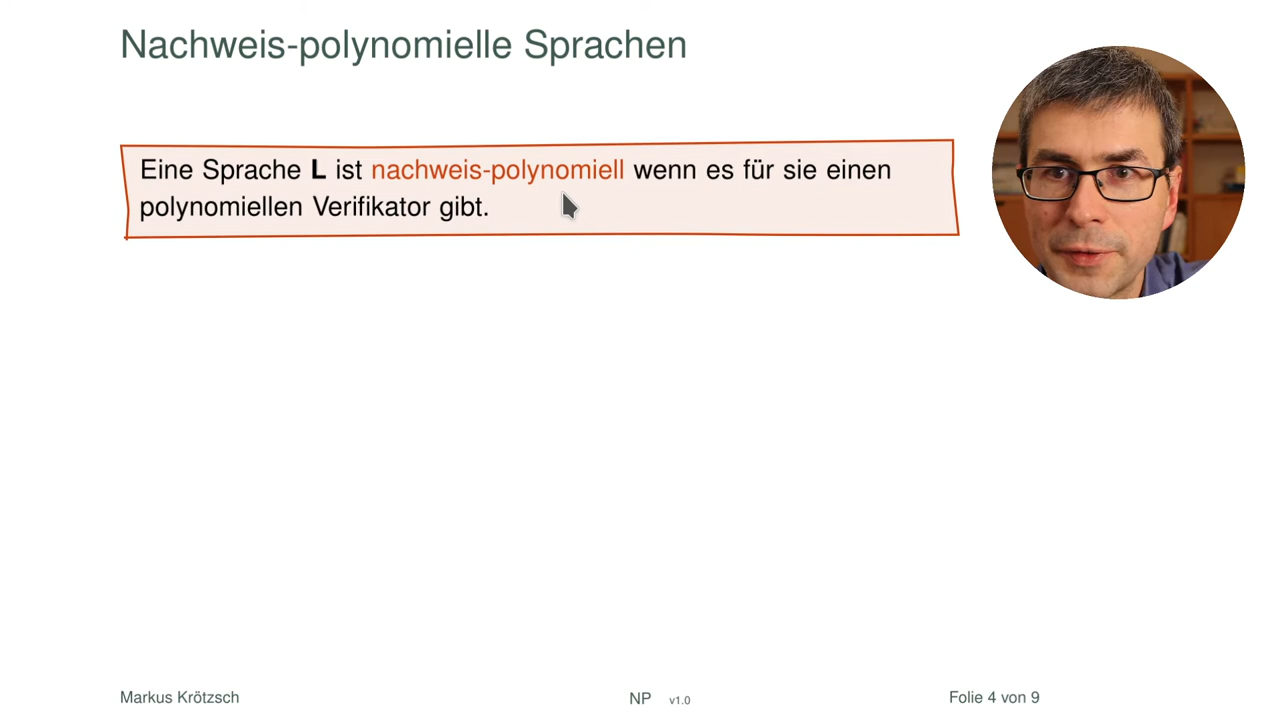 Nachweis-polynomielle Sprachen
Eine Sprache L ist nachweis-polynomiell wenn es für sie einen
polynomiellen Verifikator gibt.
Markus Krötzsch NP v1.0 Folie 4 von 9